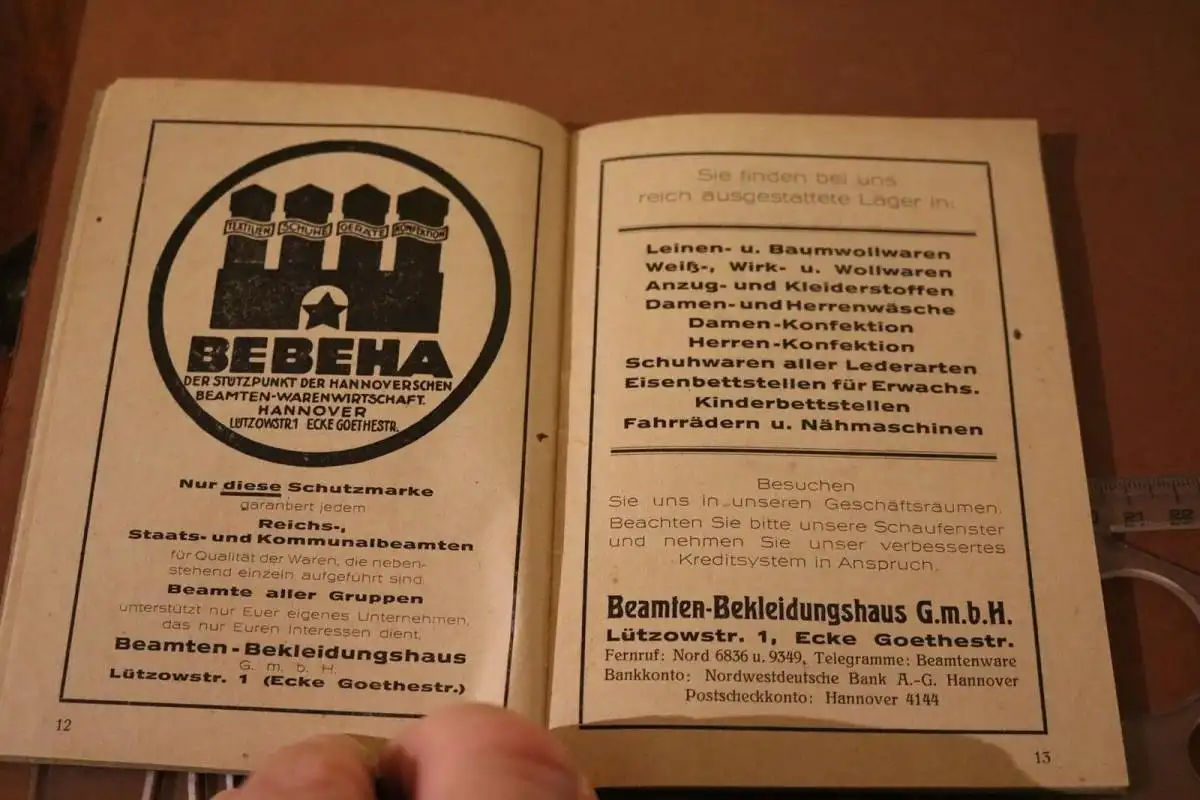 TEXTILIEN SCHUHE GERÄTE KONFEKTION
BEBEHA
DER STÜTZPUNKT DER HANNOVERSCHEN
BEAMTEN-WARENWIRTSCHAFT.
HANNOVER
LÜTZOWSTR.1 ECKE GOETHESTR.
Nur diese Schutzmarke
garantiert jedem
Reichs-,
Staats- und Kommunalbeamten
für Qualität der Waren, die neben-
stehend einzeln aufgeführt sind.
Beamte aller Gruppen
unterstützt nur Euer eigenes Unternehmen,
das nur Euren Interessen dient.
Beamten-Bekleidungshaus
G. m. b. H.
Lützowstr. 1 (Ecke Goethestr.)
12
Sie finden bei uns
reich ausgestattete Läger in:
Leinen- u. Baumwollwaren
Weiß-, Wirk- u. Wollwaren
Anzug- und Kleiderstoffen
Damen- und Herrenwäsche
Damen-Konfektion
Herren-Konfektion
Schuhwaren aller Lederarten
Eisenbettstellen für Erwachs.
Kinderbettstellen
Fahrrädern u. Nähmaschinen
Besuchen
Sie uns in unseren Geschäftsräumen.
Beachten Sie bitte unsere Schaufenster
und nehmen Sie unser verbessertes
Kreditsystem in Anspruch.
Beamten-Bekleidungshaus G.m.b.H.
Lützowstr. 1, Ecke Goethestr.
Fernruf: Nord 6836 u. 9349, Telegramme: Beamtenware
Bankkonto: Nordwestdeutsche Bank A.-G. Hannover
Postscheckkonto: Hannover 4144
13
21 22